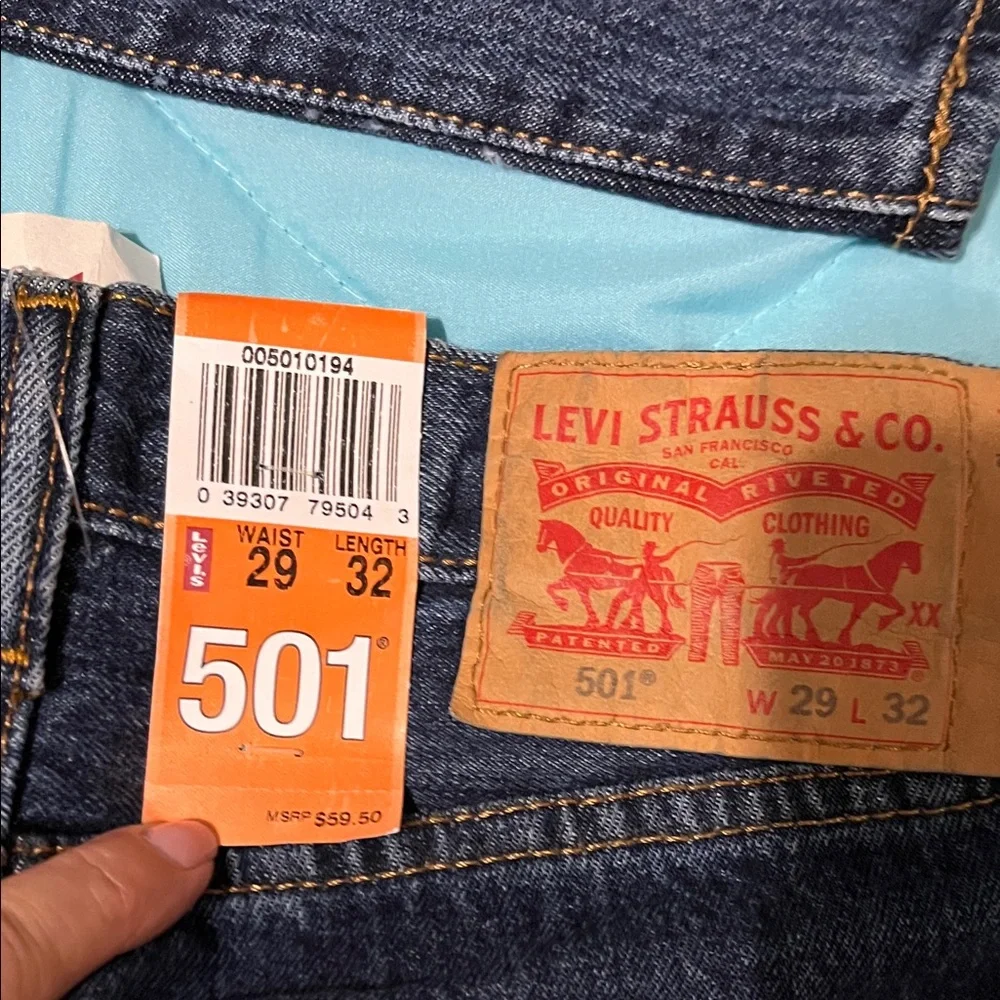 005010194
0 39307 79504 3
Levi's
WAIST LENGTH
29 32
501®
MSRP $59.50
LEVI STRAUSS & CO.
SAN FRANCISCO
CAL.
ORIGINAL RIVETED
QUALITY CLOTHING
XX
PATENTED MAY 20 1873
®
501® W 29 L 32